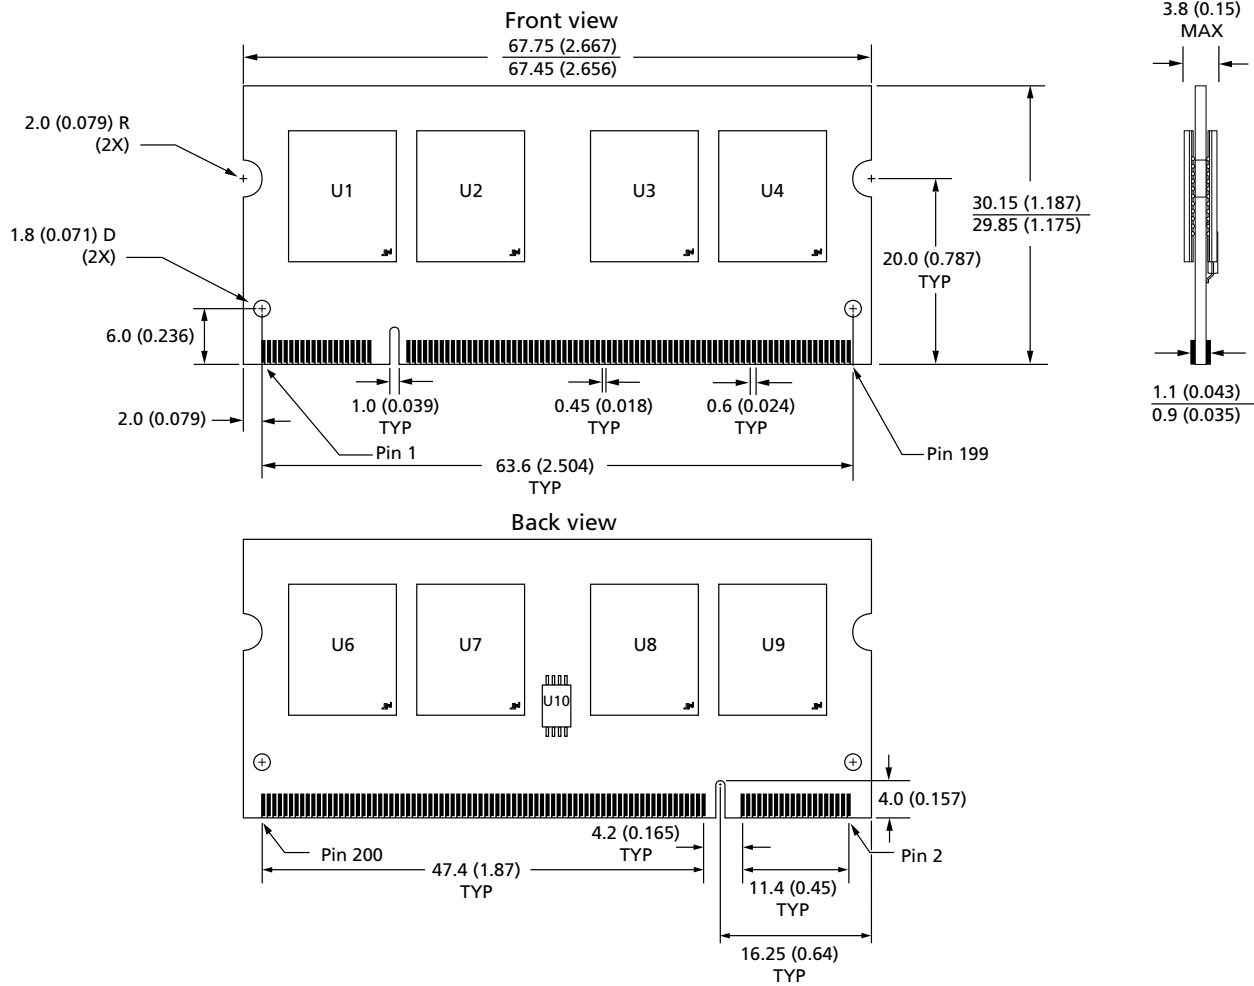 Front view
67.75 (2.667)
67.45 (2.656)
3.8 (0.15)
MAX
2.0 (0.079) R
(2X)
U1
U2
U3
U4
30.15 (1.187)
29.85 (1.175)
1.8 (0.071) D
(2X)
20.0 (0.787)
TYP
6.0 (0.236)
1.0 (0.039)
TYP
0.45 (0.018)
TYP
0.6 (0.024)
TYP
1.1 (0.043)
0.9 (0.035)
2.0 (0.079)
Pin 1
Pin 199
63.6 (2.504)
TYP
Back view
U6
U7
U8
U9
U10
4.0 (0.157)
4.2 (0.165)
TYP
Pin 200
Pin 2
47.4 (1.87)
TYP
11.4 (0.45)
TYP
16.25 (0.64)
TYP